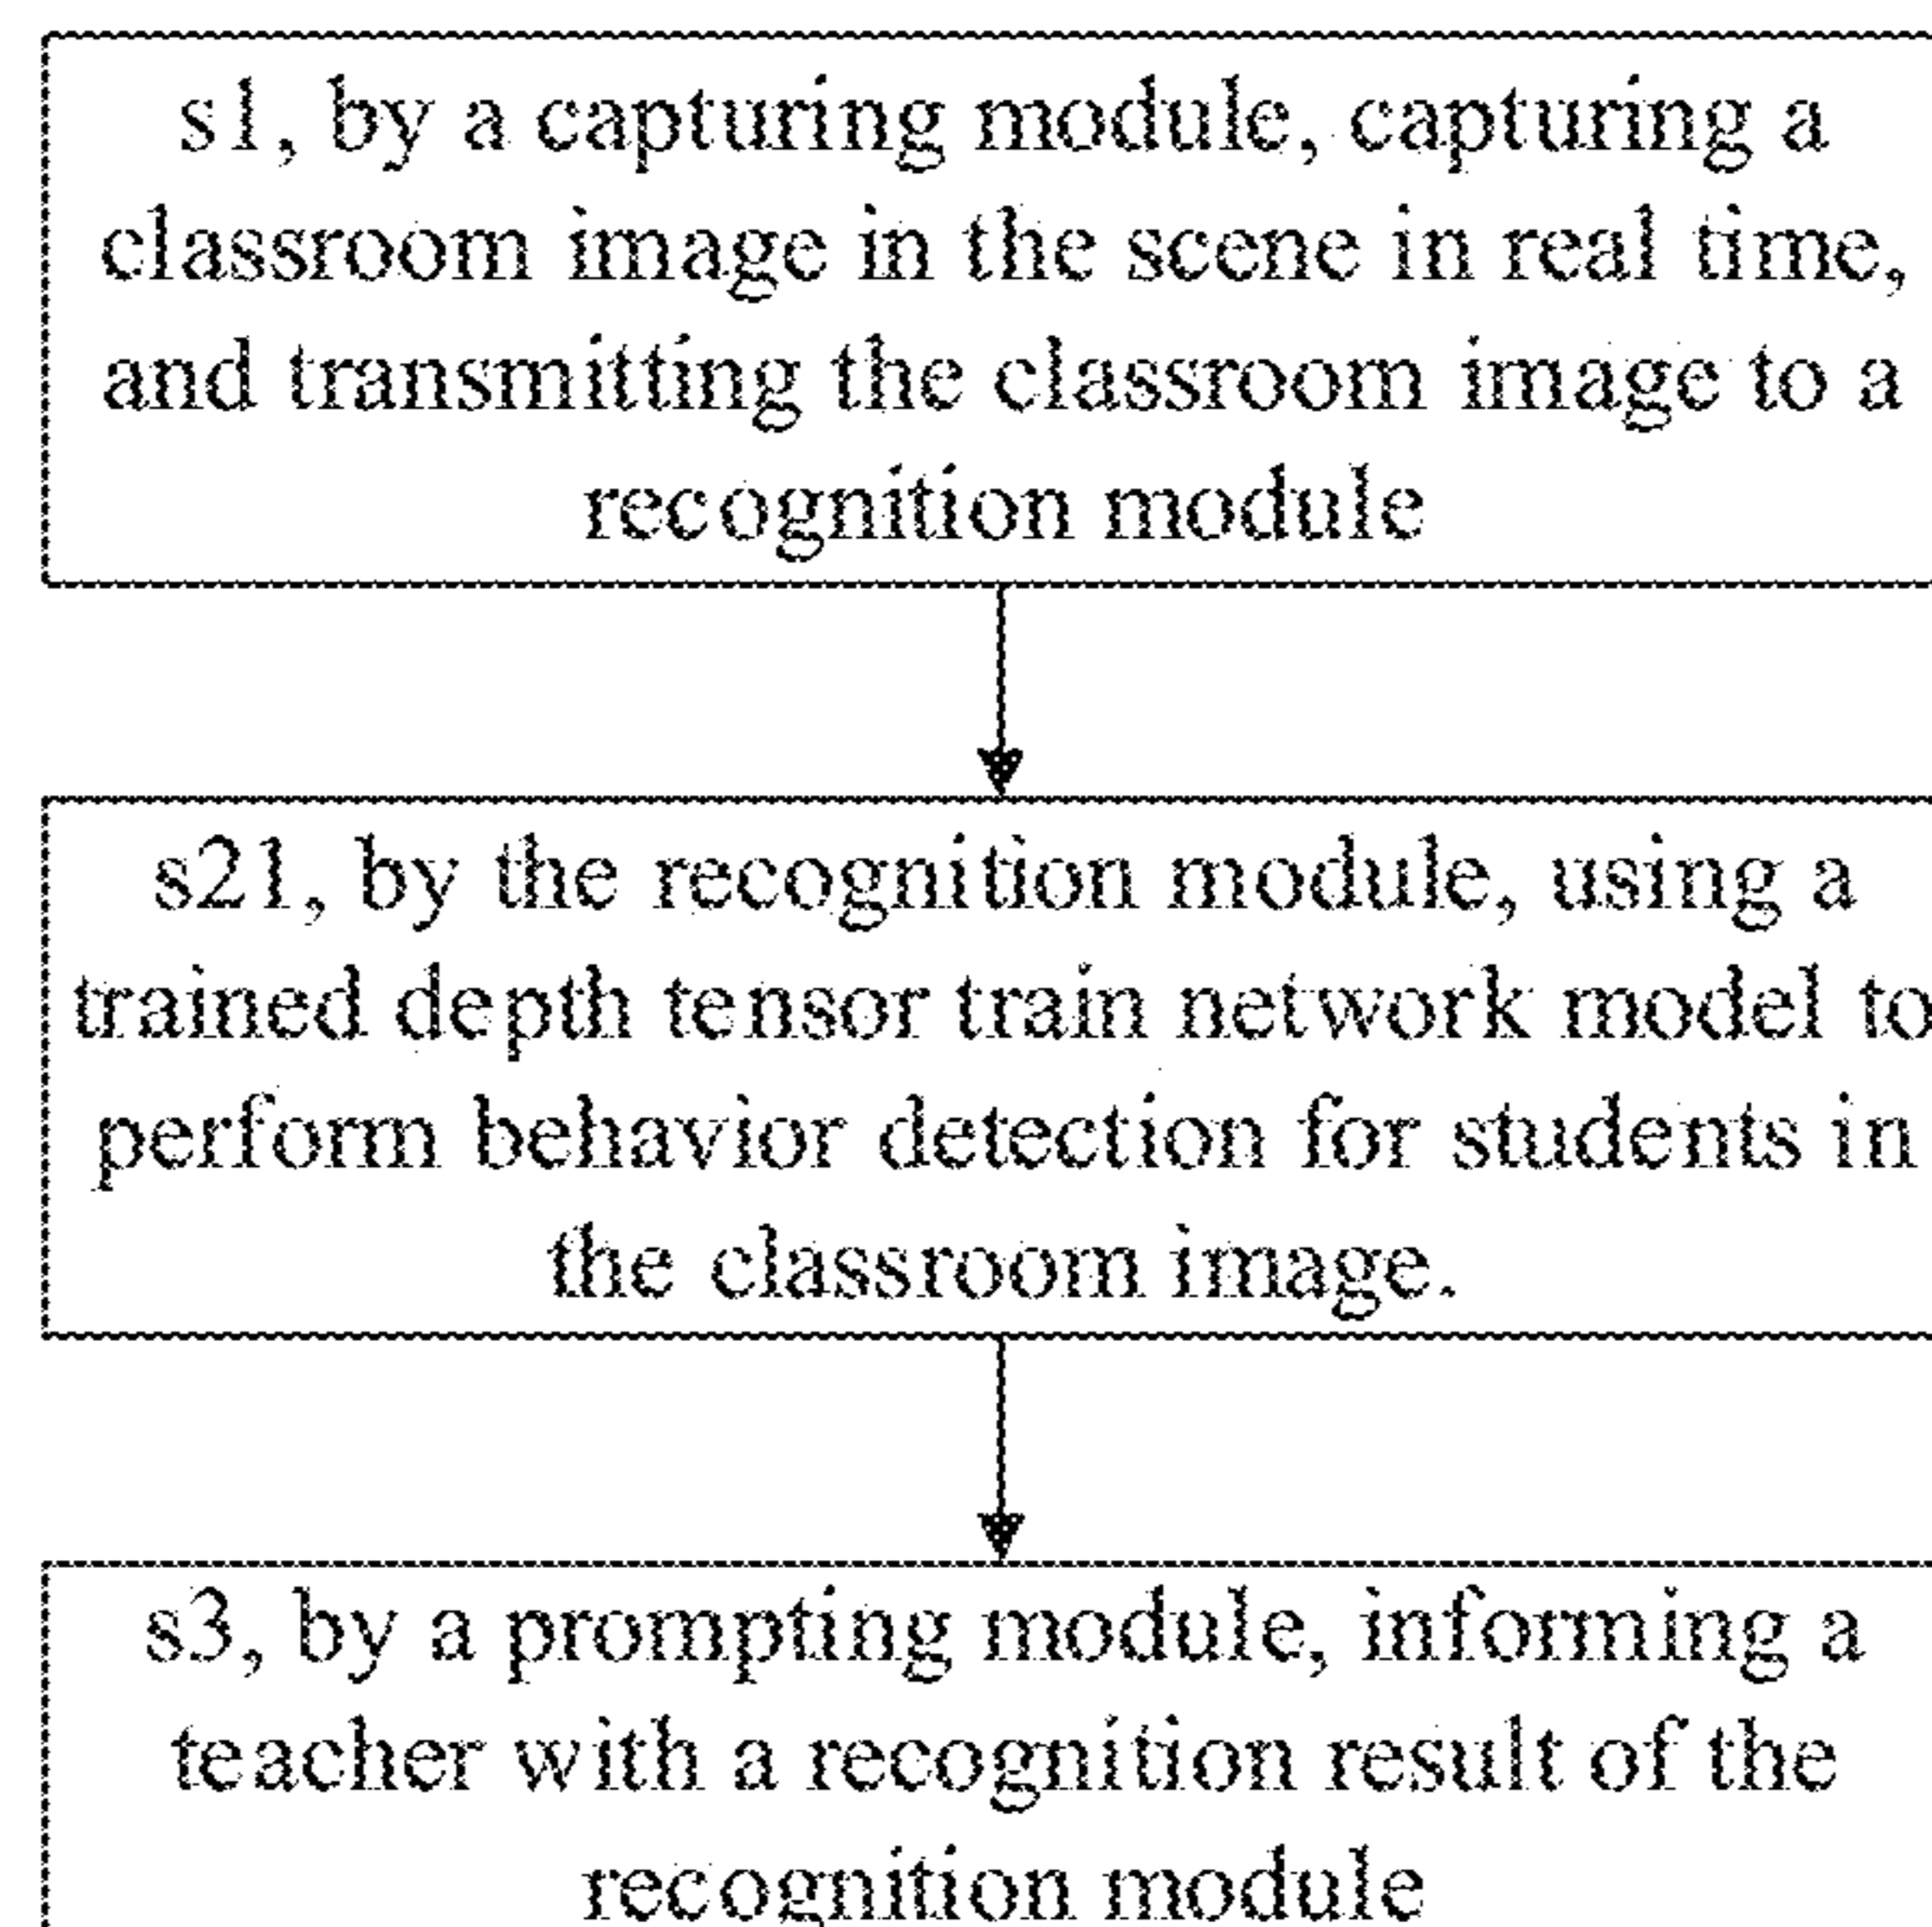 s1, by a capturing module, capturing a
classroom image in the scene in real time,
and transmitting the classroom image to a
recognition module
s21, by the recognition module, using a
trained depth tensor train network model to
perform behavior detection for students in
the classroom image.
s3, by a prompting module, informing a
teacher with a recognition result of the
recognition module